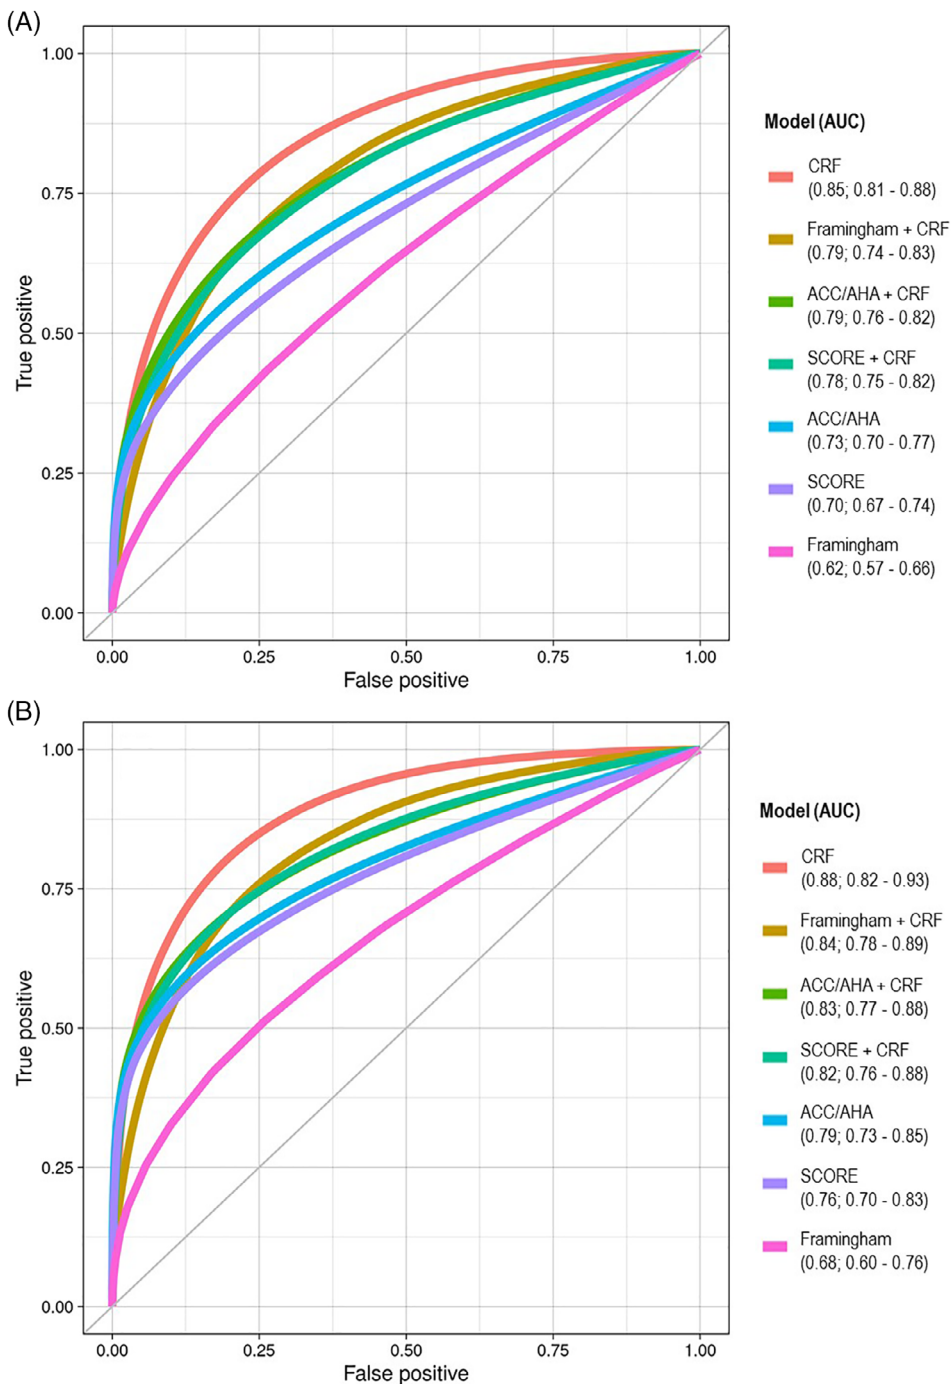 (A)
1.00
0.75
0.50
0.25
0.00
True positive
0.00 0.25 0.50 0.75 1.00
False positive
Model (AUC)
CRF
(0.85; 0.81 - 0.88)
Framingham + CRF
(0.79; 0.74 - 0.83)
ACC/AHA + CRF
(0.79; 0.76 - 0.82)
SCORE + CRF
(0.78; 0.75 - 0.82)
ACC/AHA
(0.73; 0.70 - 0.77)
SCORE
(0.70; 0.67 - 0.74)
Framingham
(0.62; 0.57 - 0.66)
(B)
1.00
0.75
0.50
0.25
0.00
True positive
0.00 0.25 0.50 0.75 1.00
False positive
Model (AUC)
CRF
(0.88; 0.82 - 0.93)
Framingham + CRF
(0.84; 0.78 - 0.89)
ACC/AHA + CRF
(0.83; 0.77 - 0.88)
SCORE + CRF
(0.82; 0.76 - 0.88)
ACC/AHA
(0.79; 0.73 - 0.85)
SCORE
(0.76; 0.70 - 0.83)
Framingham
(0.68; 0.60 - 0.76)